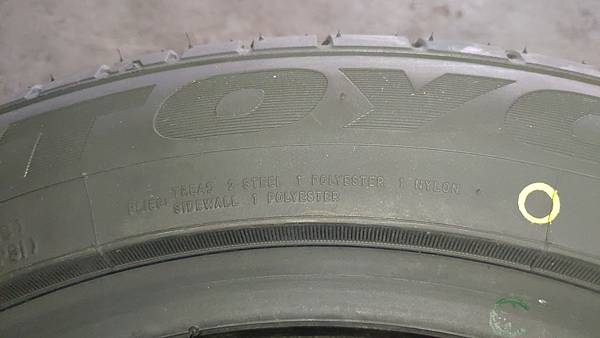 TOYO
PLIES: TREAD 2 STEEL 1 POLYESTER 1 NYLON
SIDEWALL 1 POLYESTER